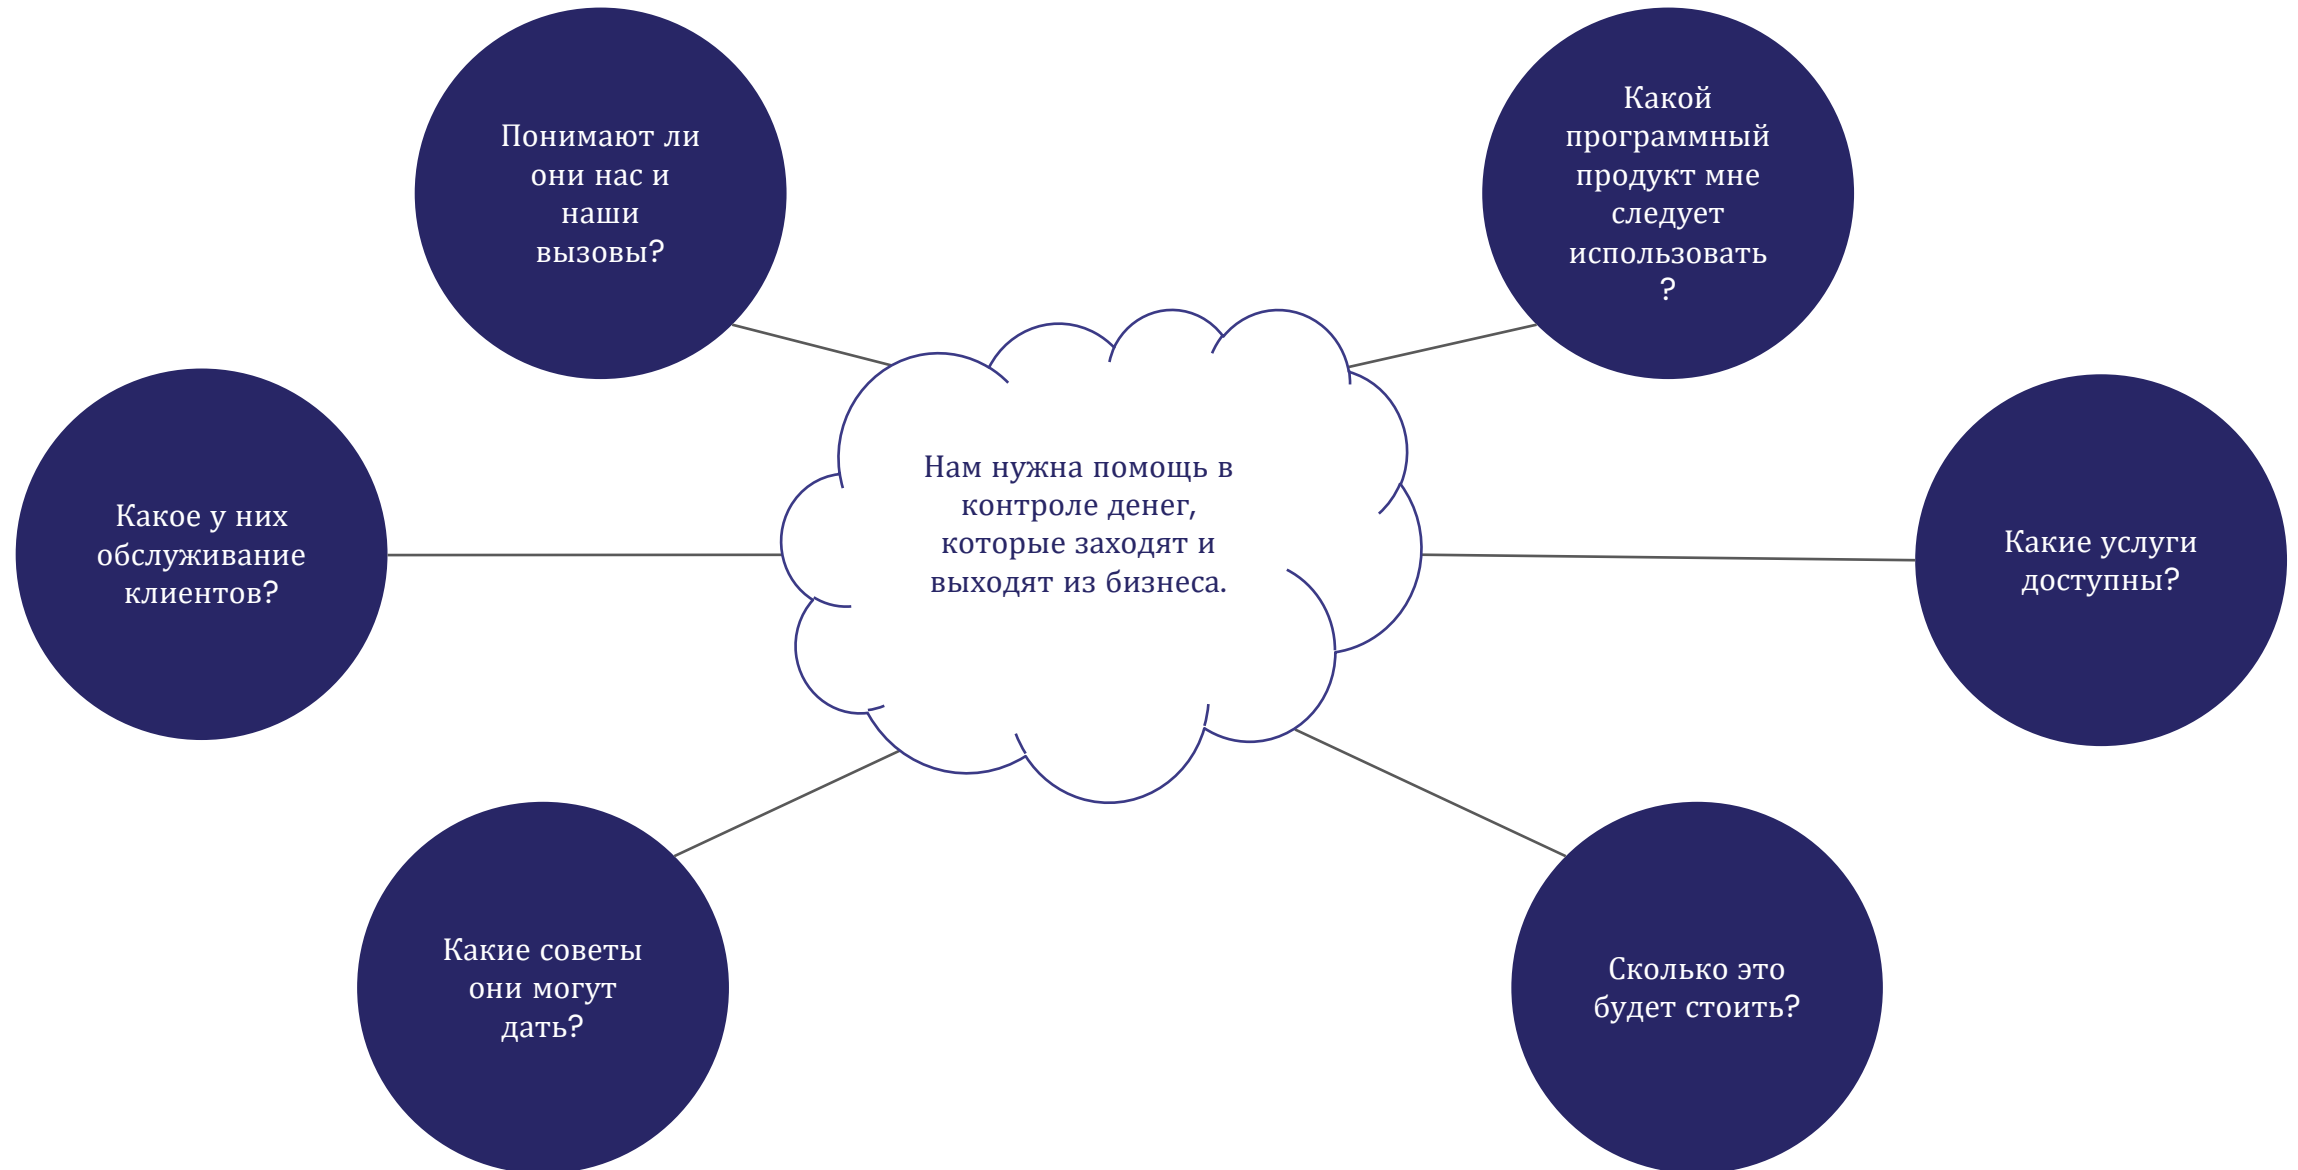 Понимают ли
они нас и
наши
вызовы?
Какой
программный
продукт мне
следует
использовать
?
Какое у них
обслуживание
клиентов?
Нам нужна помощь в
контроле денег,
которые заходят и
выходят из бизнеса.
Какие услуги
доступны?
Какие советы
они могут
дать?
Сколько это
будет стоить?